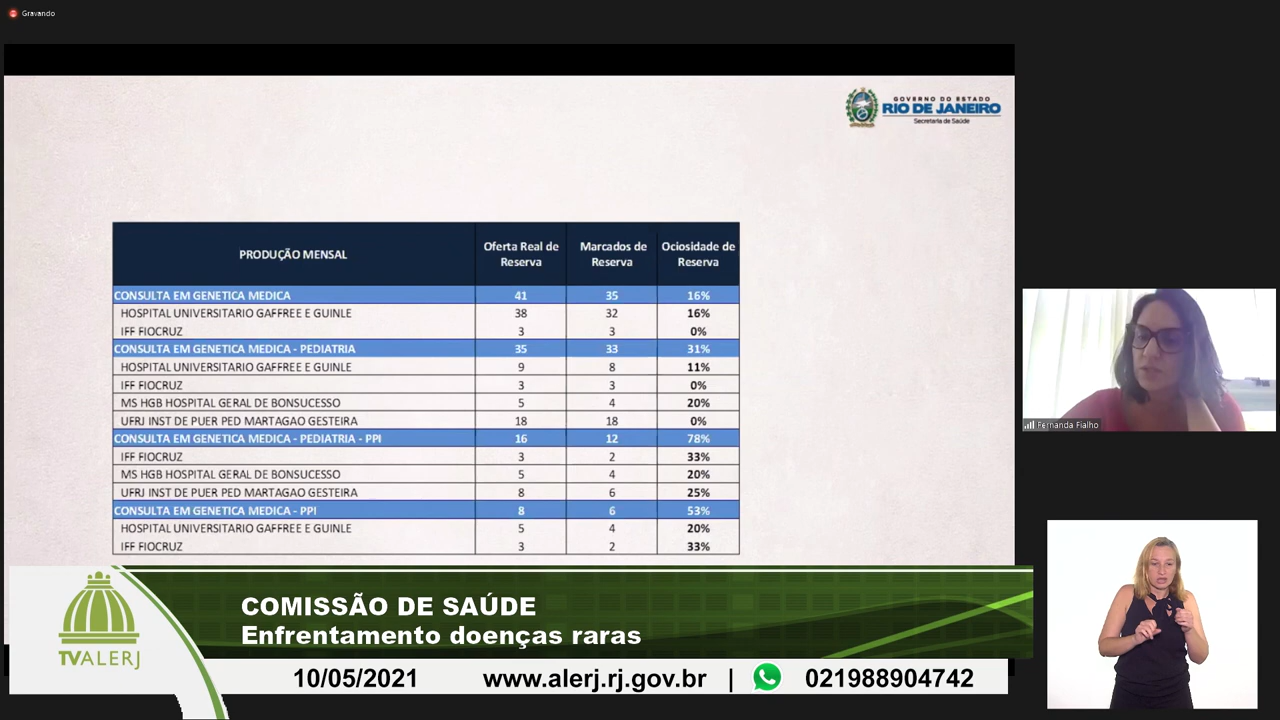 Gravando
GOVERNO DO ESTADO
RIO DE JANEIRO
Secretaria de Saúde
PRODUÇÃO MENSAL Oferta Real de Reserva Marcados de Reserva Ociosidade de Reserva
CONSULTA EM GENETICA MEDICA 41 35 16%
HOSPITAL UNIVERSITARIO GAFFREE E GUINLE 38 32 16%
IFF FIOCRUZ 3 3 0%
CONSULTA EM GENETICA MEDICA - PEDIATRIA 35 33 31%
HOSPITAL UNIVERSITARIO GAFFREE E GUINLE 9 8 11%
IFF FIOCRUZ 3 3 0%
MS HGB HOSPITAL GERAL DE BONSUCESSO 5 4 20%
UFRJ INST DE PUER PED MARTAGAO GESTEIRA 18 18 0%
CONSULTA EM GENETICA MEDICA - PEDIATRIA - PPI 16 12 78%
IFF FIOCRUZ 3 2 33%
MS HGB HOSPITAL GERAL DE BONSUCESSO 5 4 20%
UFRJ INST DE PUER PED MARTAGAO GESTEIRA 8 6 25%
CONSULTA EM GENETICA MEDICA - PPI 8 6 53%
HOSPITAL UNIVERSITARIO GAFFREE E GUINLE 5 4 20%
IFF FIOCRUZ 3 2 33%
Fernanda Fialho
TVALERJ
COMISSÃO DE SAÚDE
Enfrentamento doenças raras
10/05/2021 www.alerj.rj.gov.br | 021988904742